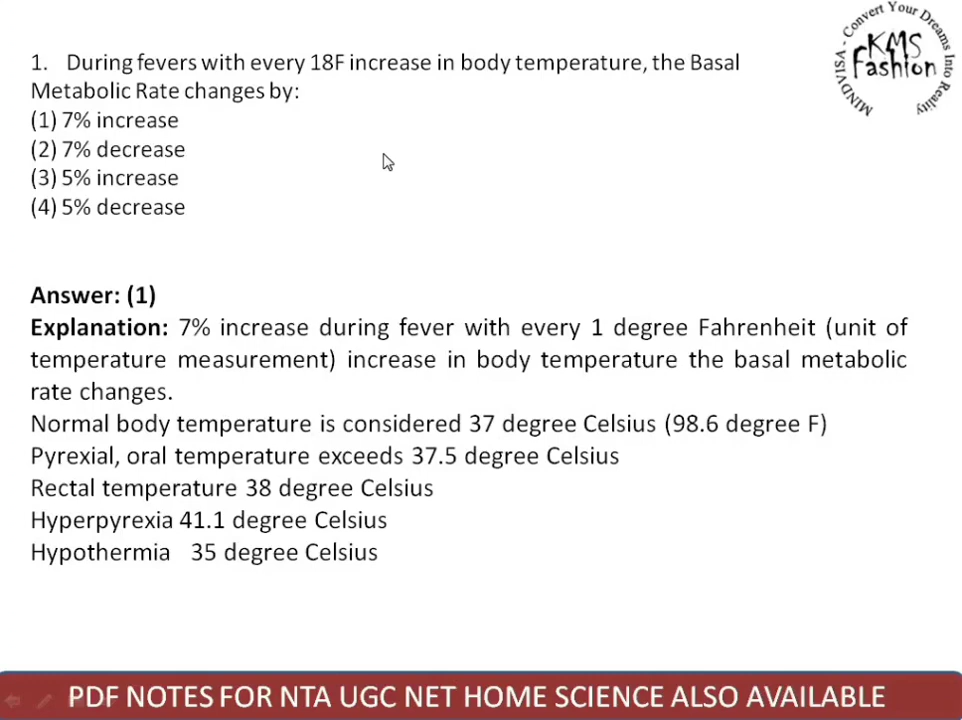 1. During fevers with every 18F increase in body temperature, the Basal
Metabolic Rate changes by:
(1) 7% increase
(2) 7% decrease
(3) 5% increase
(4) 5% decrease
Answer: (1)
Explanation: 7% increase during fever with every 1 degree Fahrenheit (unit of
temperature measurement) increase in body temperature the basal metabolic
rate changes.
Normal body temperature is considered 37 degree Celsius (98.6 degree F)
Pyrexial, oral temperature exceeds 37.5 degree Celsius
Rectal temperature 38 degree Celsius
Hyperpyrexia 41.1 degree Celsius
Hypothermia 35 degree Celsius
MINDVISA - Convert Your Dreams Into Reality
KMS
Fashion
PDF NOTES FOR NTA UGC NET HOME SCIENCE ALSO AVAILABLE